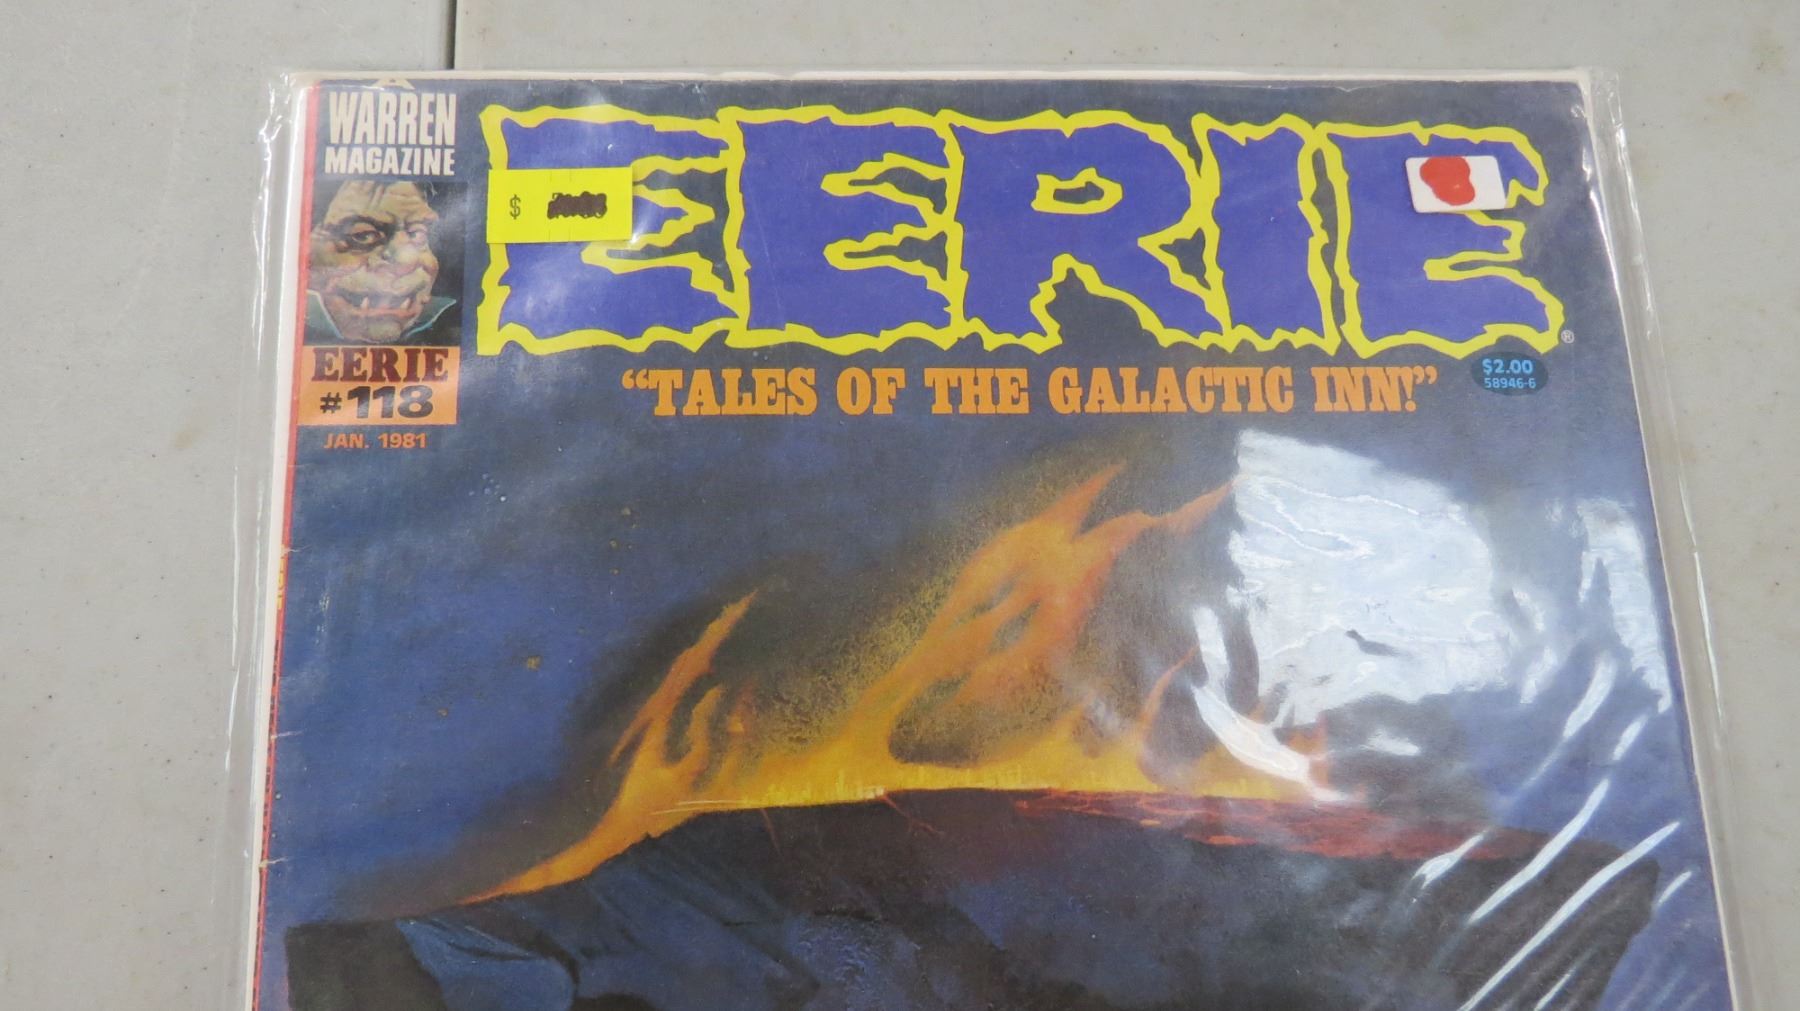 WARREN
MAGAZINE
EERIE
$
EERIE
#118
JAN. 1981
"TALES OF THE GALACTIC INN!"
®
$2.00
58946-6